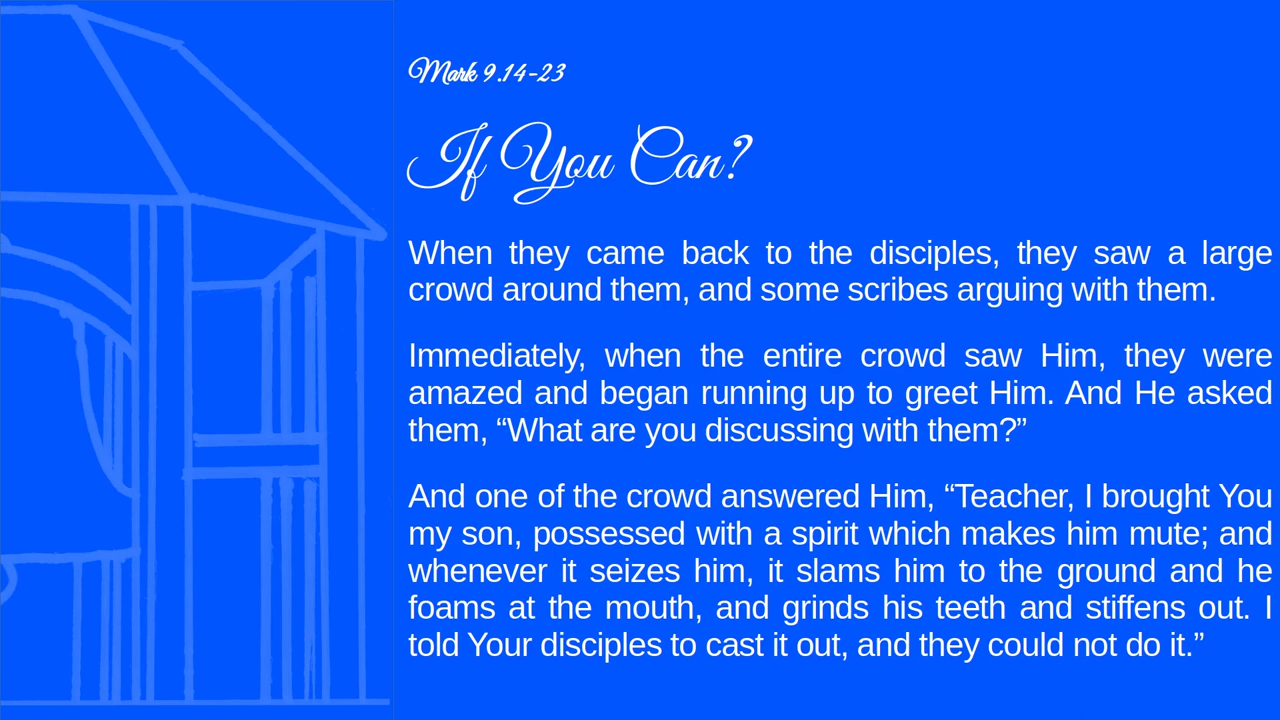 Mark 9.14-23
If You Can?
When they came back to the disciples, they saw a large
crowd around them, and some scribes arguing with them.
Immediately, when the entire crowd saw Him, they were
amazed and began running up to greet Him. And He asked
them, “What are you discussing with them?”
And one of the crowd answered Him, “Teacher, I brought You
my son, possessed with a spirit which makes him mute; and
whenever it seizes him, it slams him to the ground and he
foams at the mouth, and grinds his teeth and stiffens out. I
told Your disciples to cast it out, and they could not do it.”